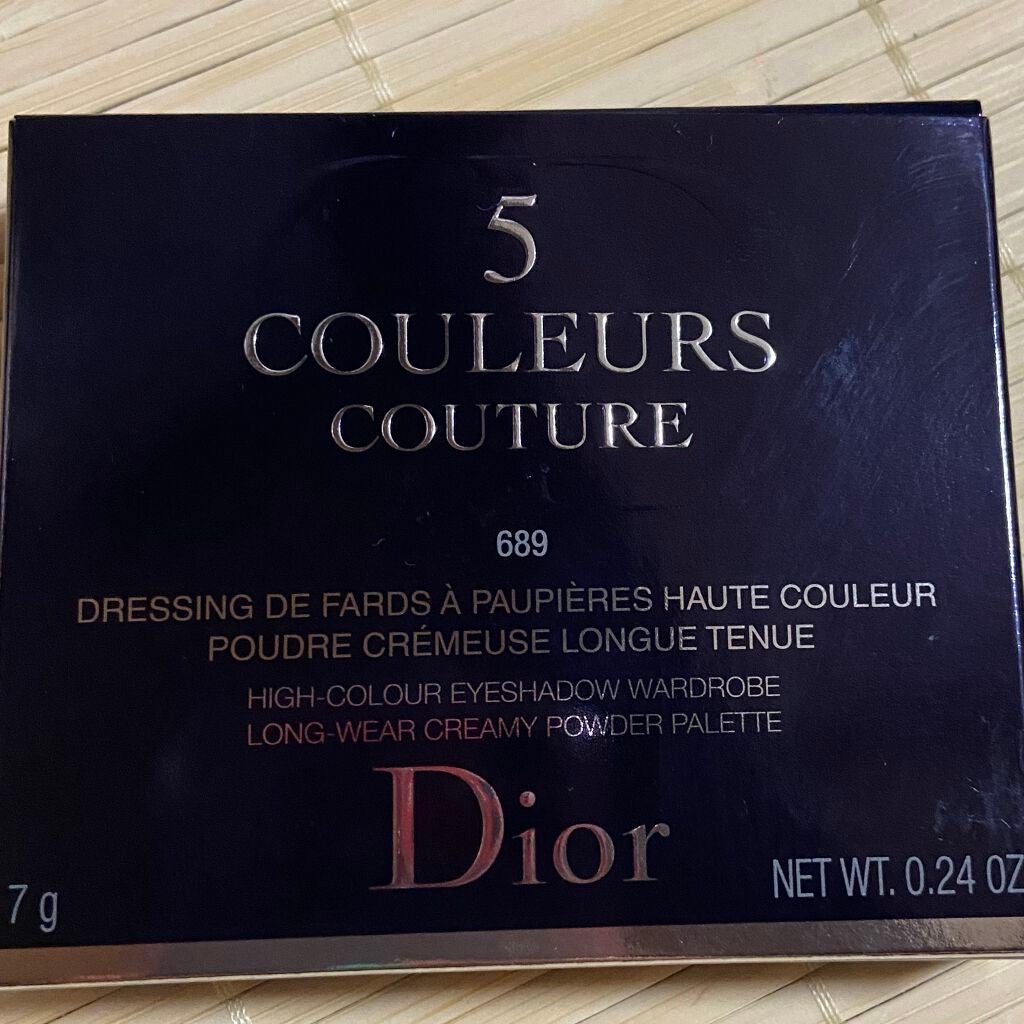 5
COULEURS
COUTURE
689
DRESSING DE FARDS À PAUPIÈRES HAUTE COULEUR
POUDRE CRÉMEUSE LONGUE TENUE
HIGH-COLOUR EYESHADOW WARDROBE
LONG-WEAR CREAMY POWDER PALETTE
Dior
7 g
NET WT. 0.24 OZ